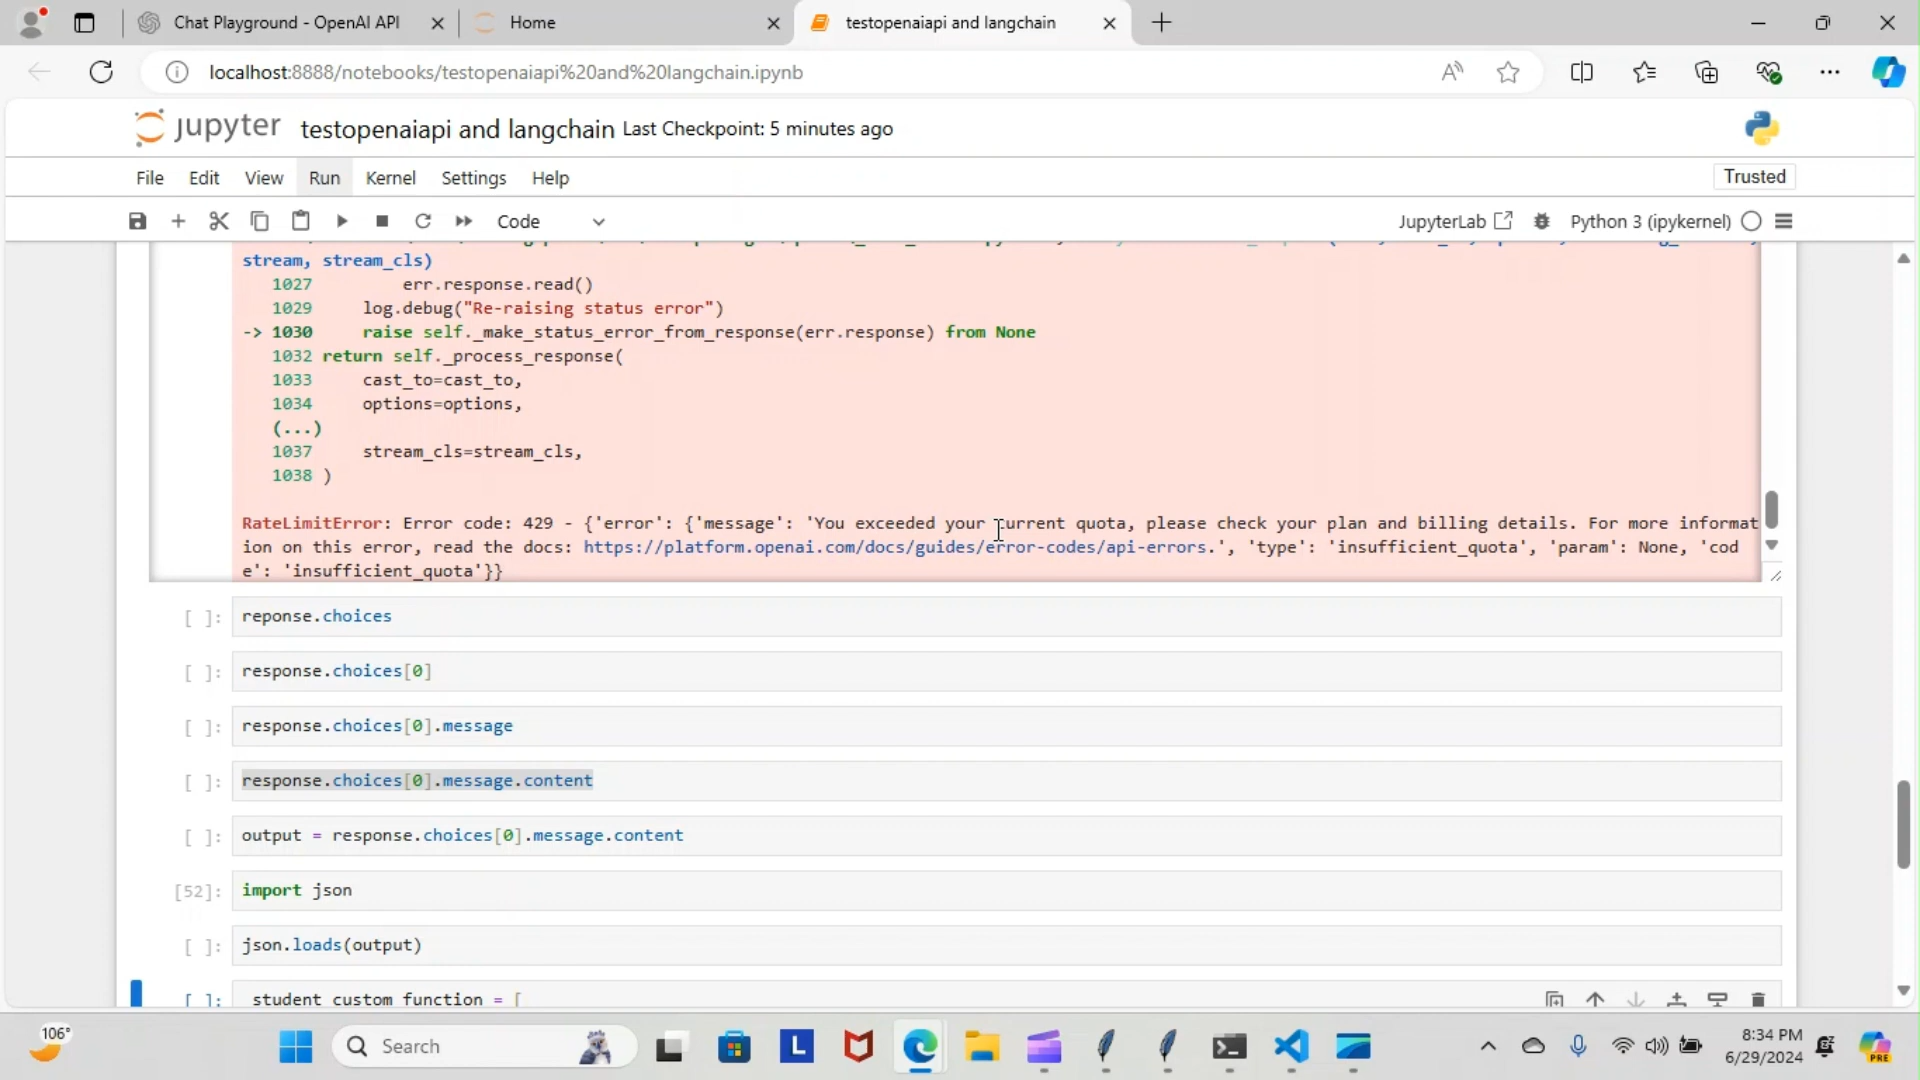 Chat Playground - OpenAI API
Home
testopenaiapi and langchain
localhost:8888/notebooks/testopenaiapi%20and%20langchain.ipynb
jupyter testopenaiapi and langchain Last Checkpoint: 5 minutes ago
File Edit View Run Kernel Settings Help
Trusted
Code
JupyterLab Python 3 (ipykernel)
stream, stream_cls)
1027 err.response.read()
1029 log.debug("Re-raising status error")
-> 1030 raise self._make_status_error_from_response(err.response) from None
1032 return self._process_response(
1033 cast_to=cast_to,
1034 options=options,
(...)
1037 stream_cls=stream_cls,
1038 )
RateLimitError: Error code: 429 - {'error': {'message': 'You exceeded your current quota, please check your plan and billing details. For more informat
ion on this error, read the docs: https://platform.openai.com/docs/guides/error-codes/api-errors.', 'type': 'insufficient_quota', 'param': None, 'cod
e': 'insufficient_quota'}}
[ ]: reponse.choices
[ ]: response.choices[0]
[ ]: response.choices[0].message
[ ]: response.choices[0].message.content
[ ]: output = response.choices[0].message.content
[52]: import json
[ ]: json.loads(output)
[ ]: student_custom_function = [
106°
Search
L
8:34 PM
6/29/2024
PRE